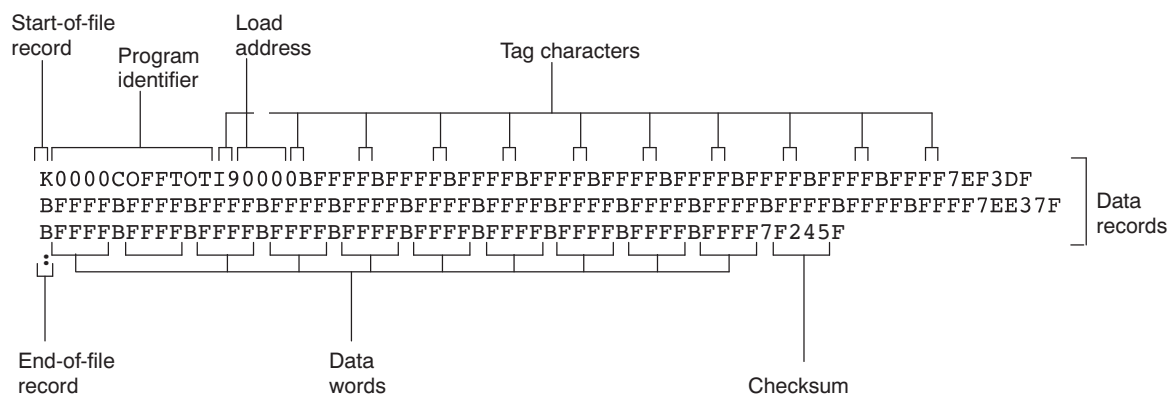 Start-of-file
record
Program
identifier
Load
address
Tag characters
K0000COFFTOTI90000BFFFFBFFFFBFFFFBFFFFBFFFFBFFFFBFFFFBFFFFBFFFF7EF3DF
BFFFFBFFFFBFFFFBFFFFBFFFFBFFFFBFFFFBFFFFBFFFFBFFFFBFFFFBFFFFBFFFF7EE37F
BFFFFBFFFFBFFFFBFFFFBFFFFBFFFFBFFFFBFFFFBFFFFBFFFF7F245F
:
Data
records
End-of-file
record
Data
words
Checksum